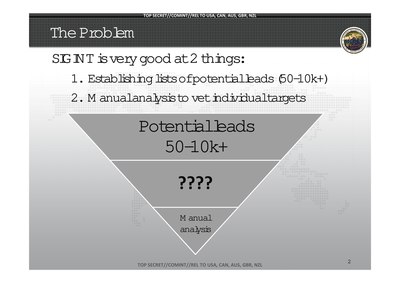 TOP SECRET//COMINT//REL TO USA, CAN, AUS, GBR, NZL
The Problem
SIGINT is very good at 2 things:
1. Establishing lists of potential leads (50-10k+)
2. Manual analysis to vet individual targets
Potential leads
50-10k+
????
Manual
analysis
TOP SECRET//COMINT//REL TO USA, CAN, AUS, GBR, NZL
2